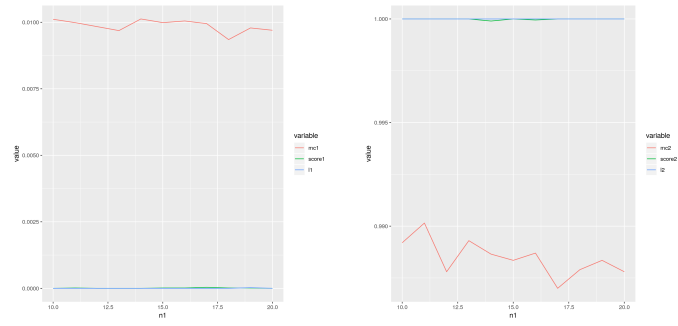 0.0100
0.0075
0.0050
0.0025
0.0000
value
10.0 12.5 15.0 17.5 20.0
n1
variable
mc1
score1
l1
1.000
0.995
0.990
value
10.0 12.5 15.0 17.5 20.0
n1
variable
mc2
score2
l2